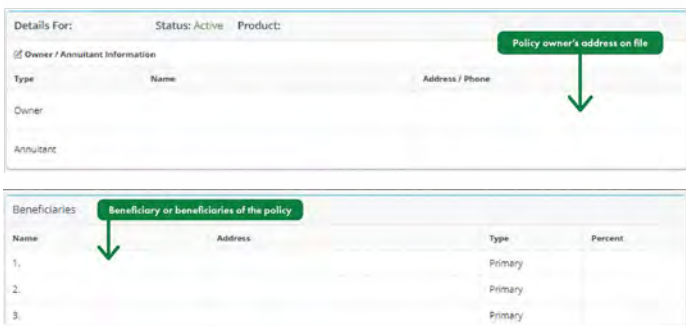 Details For: Status: Active Product:
Policy owner's address on file
Owner / Annuitant Information
Type Name Address / Phone
Owner
Annuitant
Beneficiaries Beneficiary or beneficiaries of the policy
Name Address Type Percent
1. Primary
2. Primary
3. Primary